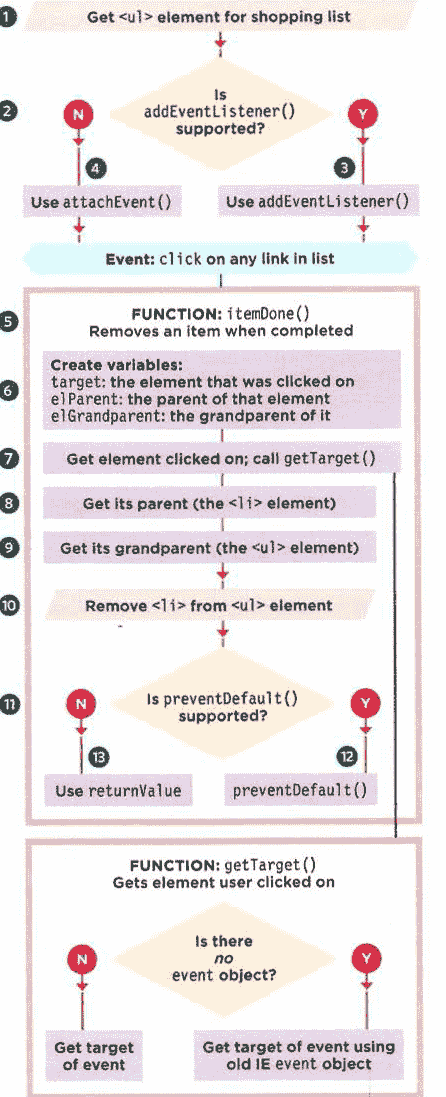 1
Get <ul> element for shopping list
2
Is
addEventListener()
supported?
N
Y
4
3
Use attachEvent()
Use addEventListener()
Event: click on any link in list
5
FUNCTION: itemDone()
Removes an item when completed
6
Create variables:
target: the element that was clicked on
elParent: the parent of that element
elGrandparent: the grandparent of it
7
Get element clicked on; call getTarget()
8
Get its parent (the <li> element)
9
Get its grandparent (the <ul> element)
10
Remove <li> from <ul> element
11
Is preventDefault()
supported?
N
Y
13
12
Use returnValue
preventDefault()
FUNCTION: getTarget()
Gets element user clicked on
Is there
no
event object?
N
Y
Get target
of event
Get target of event using
old IE event object